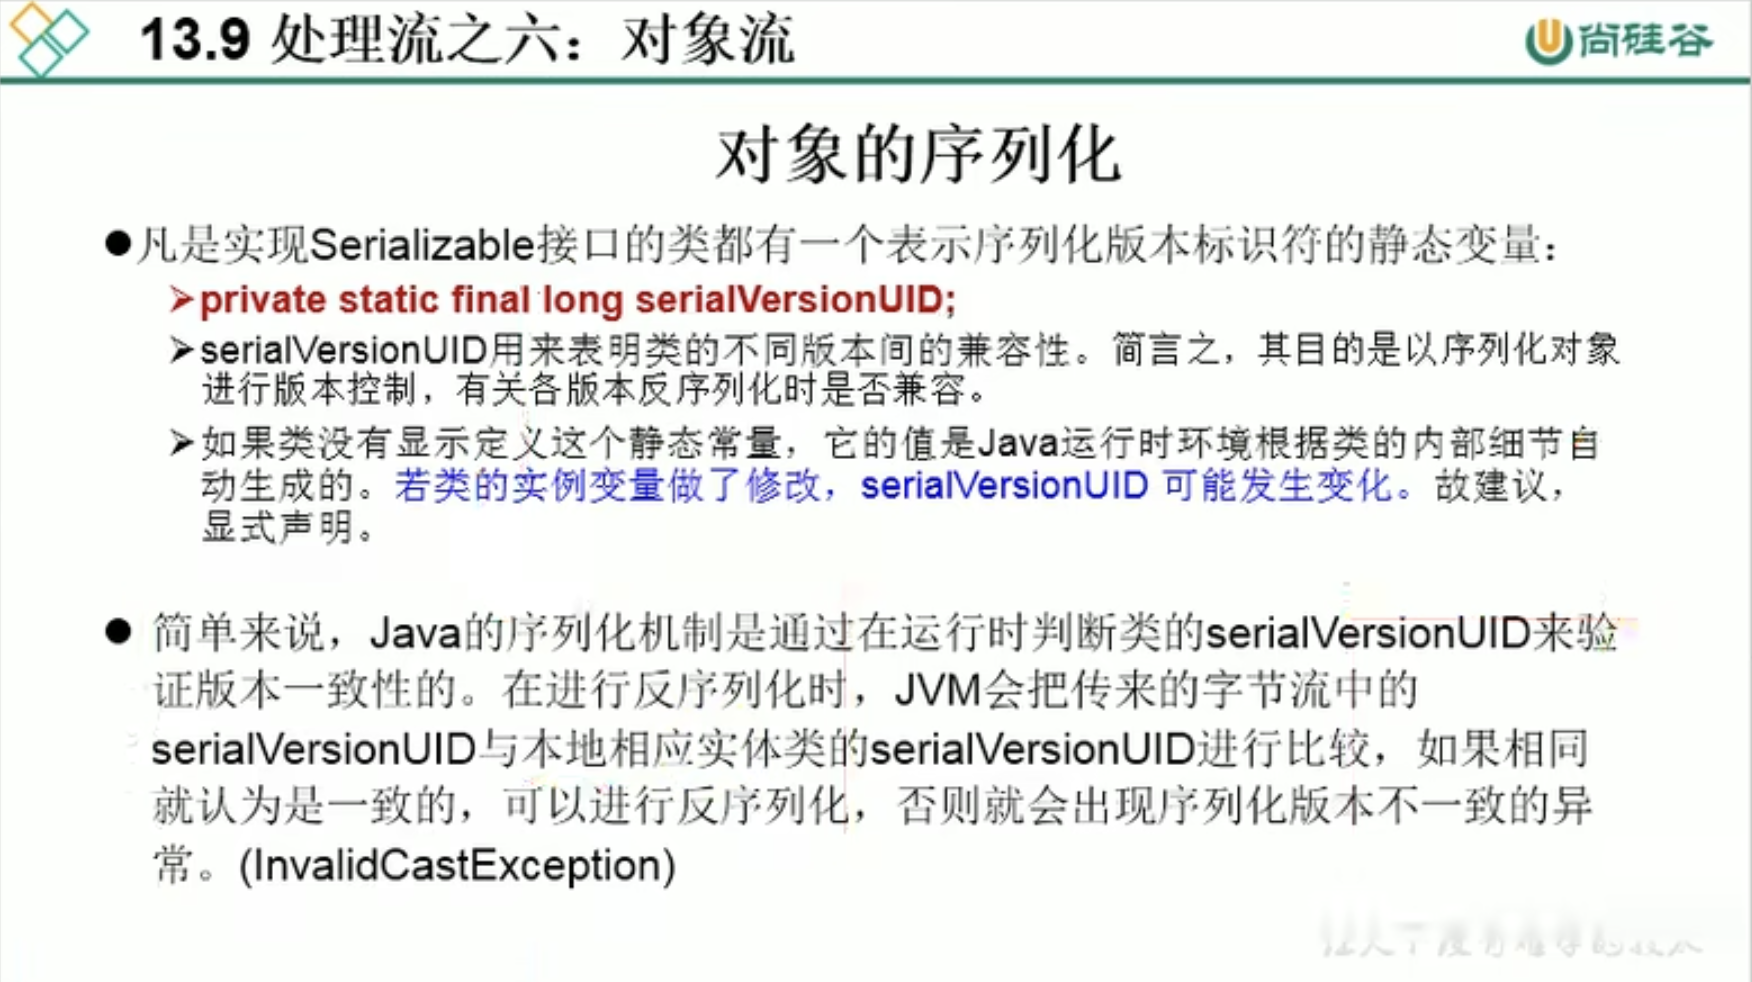 13.9 处理流之六：对象流
尚硅谷
对象的序列化
●凡是实现Serializable接口的类都有一个表示序列化版本标识符的静态变量：
➢private static final long serialVersionUID;
➢serialVersionUID用来表明类的不同版本间的兼容性。简言之，其目的是以序列化对象
进行版本控制，有关各版本反序列化时是否兼容。
➢如果类没有显示定义这个静态常量，它的值是Java运行时环境根据类的内部细节自
动生成的。若类的实例变量做了修改，serialVersionUID 可能发生变化。故建议，
显式声明。
● 简单来说，Java的序列化机制是通过在运行时判断类的serialVersionUID来验
证版本一致性的。在进行反序列化时，JVM会把传来的字节流中的
serialVersionUID与本地相应实体类的serialVersionUID进行比较，如果相同
就认为是一致的，可以进行反序列化，否则就会出现序列化版本不一致的异
常。(InvalidCastException)